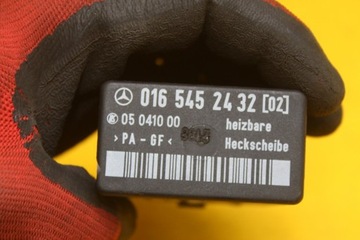 016 545 24 32 [02]
05 0410 00 heizbare
>PA-GF< Heckscheibe